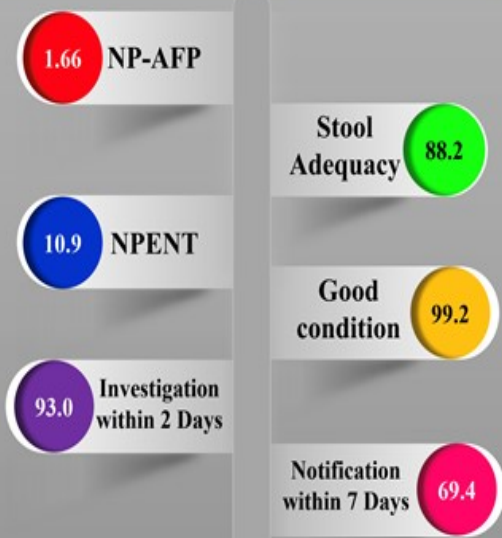 1.66 NP-AFP
Stool
Adequacy 88.2
10.9 NPENT
Good
condition 99.2
93.0 Investigation
within 2 Days
Notification
within 7 Days 69.4